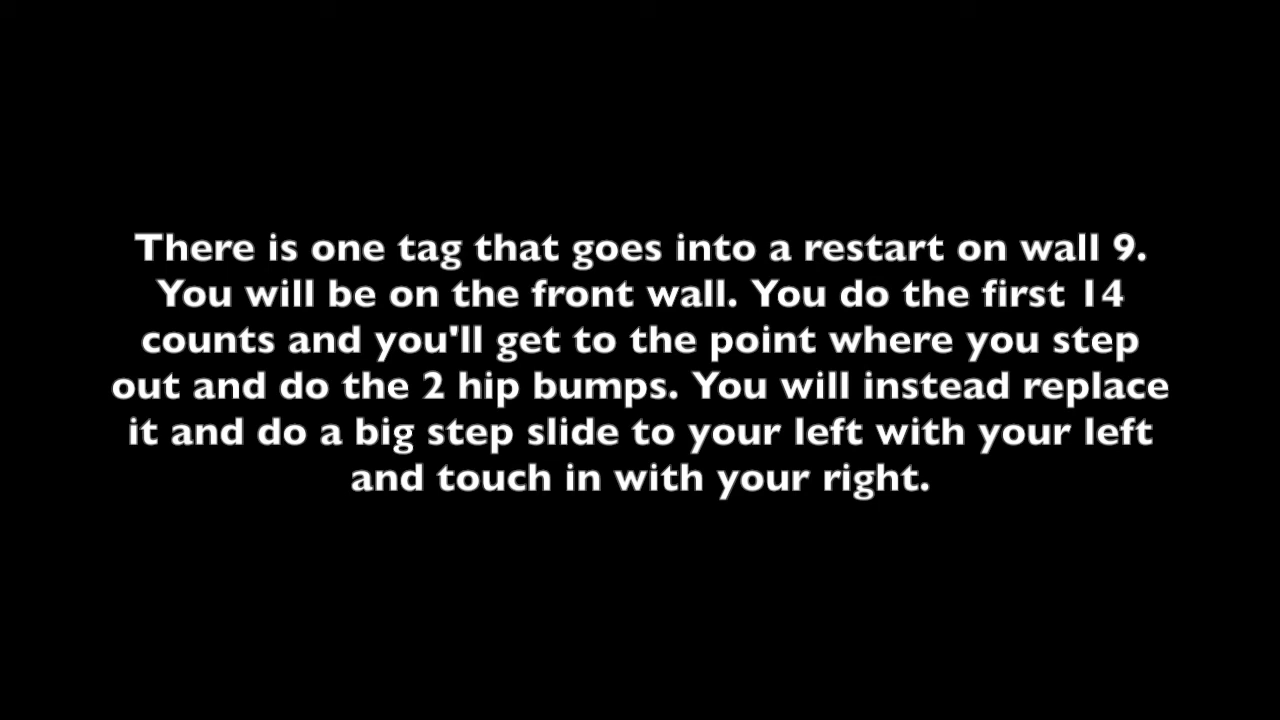 There is one tag that goes into a restart on wall 9.
You will be on the front wall. You do the first 14
counts and you'll get to the point where you step
out and do the 2 hip bumps. You will instead replace
it and do a big step slide to your left with your left
and touch in with your right.